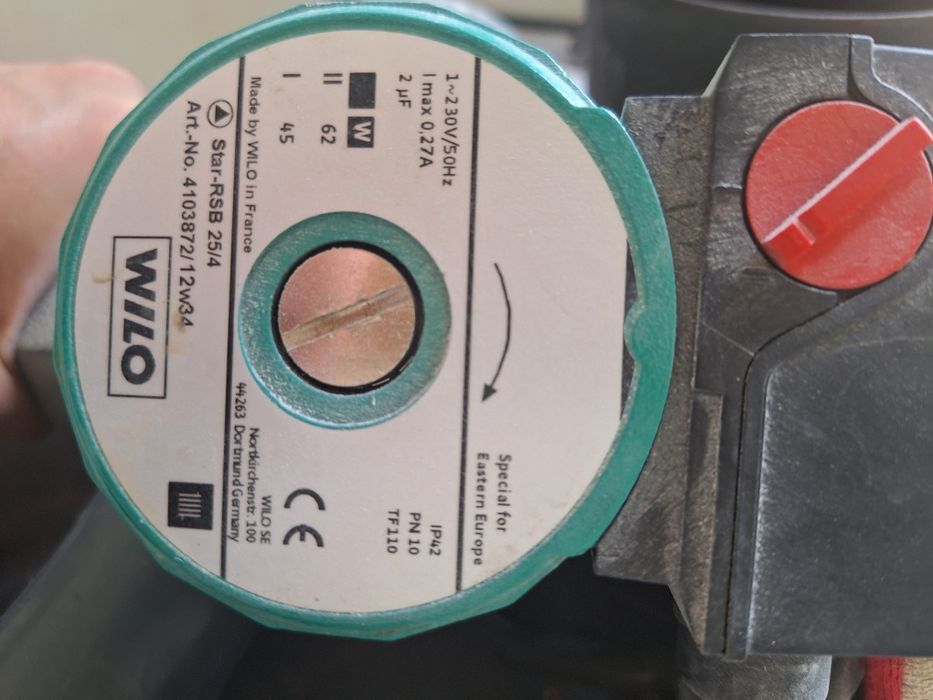 Special for
Eastern Europe
1~230V/50Hz
I max 0,27A
2 µF
IP42
PN 10
TF110
W
II 62
I 45
CE
Made by WILO in France
WILO SE
Nortkirchenstr. 100
44263 Dortmund Germany
Star-RSB 25/4
Art.-No. 4103872/12w34
WILO